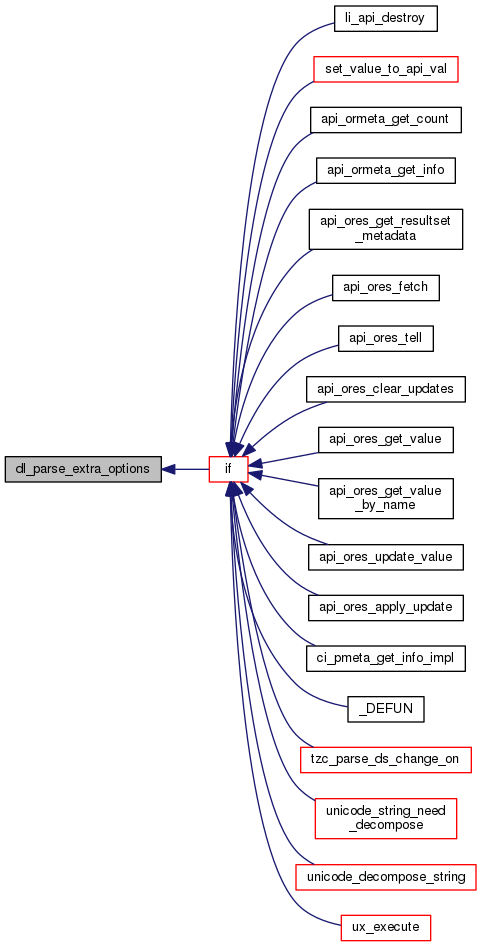 li_api_destroy
set_value_to_api_val
api_ormeta_get_count
api_ormeta_get_info
api_ores_get_resultset
_metadata
api_ores_fetch
api_ores_tell
api_ores_clear_updates
api_ores_get_value
dl_parse_extra_options
if
api_ores_get_value
_by_name
api_ores_update_value
api_ores_apply_update
ci_pmeta_get_info_impl
_DEFUN
tzc_parse_ds_change_on
unicode_string_need
_decompose
unicode_decompose_string
ux_execute